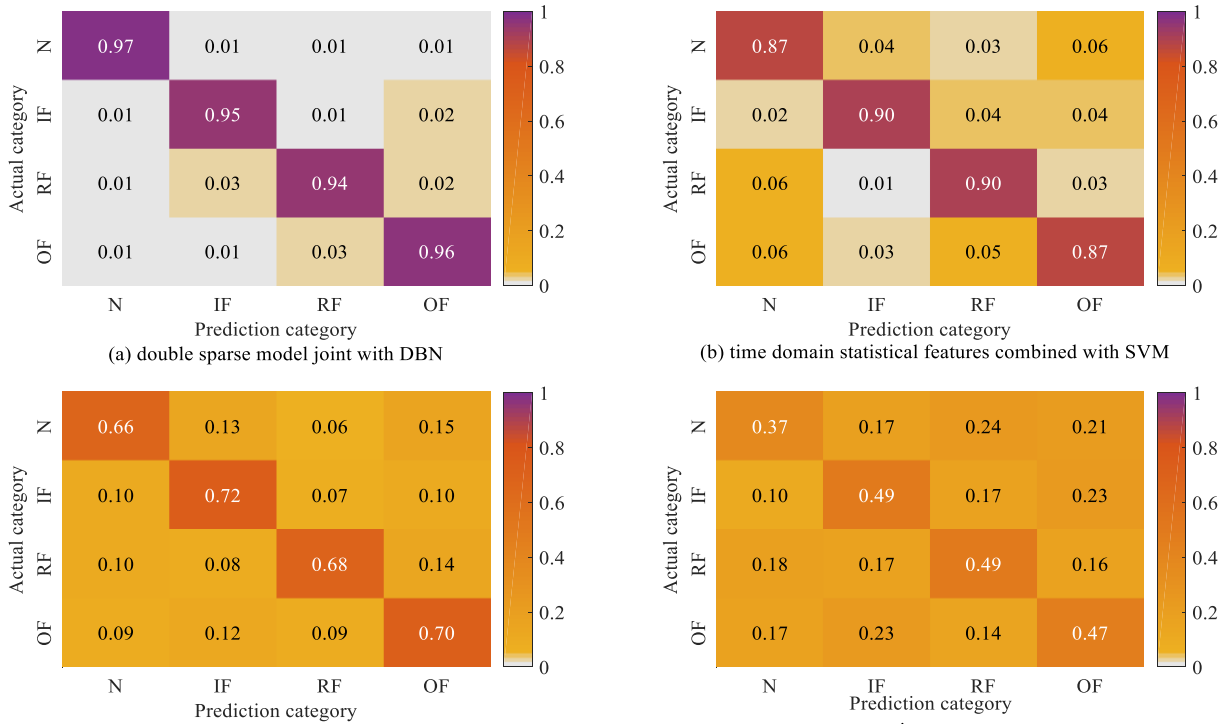 N 0.97 0.01 0.01 0.01 1
IF 0.01 0.95 0.01 0.02 0.8
0.6
Actual category
RF 0.01 0.03 0.94 0.02 0.4
0.2
OF 0.01 0.01 0.03 0.96 0
N IF RF OF
Prediction category
(a) double sparse model joint with DBN
N 0.87 0.04 0.03 0.06 1
IF 0.02 0.90 0.04 0.04 0.8
0.6
Actual category
RF 0.06 0.01 0.90 0.03 0.4
0.2
OF 0.06 0.03 0.05 0.87 0
N IF RF OF
Prediction category
(b) time domain statistical features combined with SVM
N 0.66 0.13 0.06 0.15 1
IF 0.10 0.72 0.07 0.10 0.8
0.6
Actual category
RF 0.10 0.08 0.68 0.14 0.4
0.2
OF 0.09 0.12 0.09 0.70 0
N IF RF OF
Prediction category
N 0.37 0.17 0.24 0.21 1
IF 0.10 0.49 0.17 0.23 0.8
0.6
Actual category
RF 0.18 0.17 0.49 0.16 0.4
0.2
OF 0.17 0.23 0.14 0.47 0
N IF RF OF
Prediction category